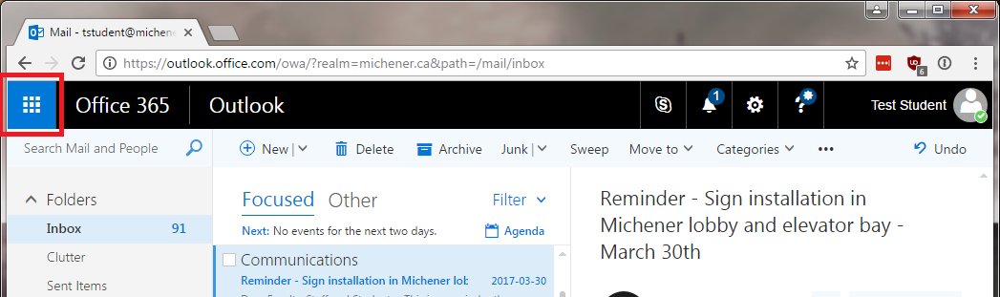 Mail - tstudent@michene
https://outlook.office.com/owa/?realm=michener.ca&path=/mail/inbox
6
Office 365 Outlook 1 ? Test Student
Search Mail and People New Delete Archive Junk Sweep Move to Categories ••• Undo
Folders
Inbox 91
Clutter
Sent Items
Focused Other Filter
Next: No events for the next two days. Agenda
Communications
Reminder - Sign installation in Michener lob 2017-03-30
Reminder - Sign installation in
Michener lobby and elevator bay -
March 30th